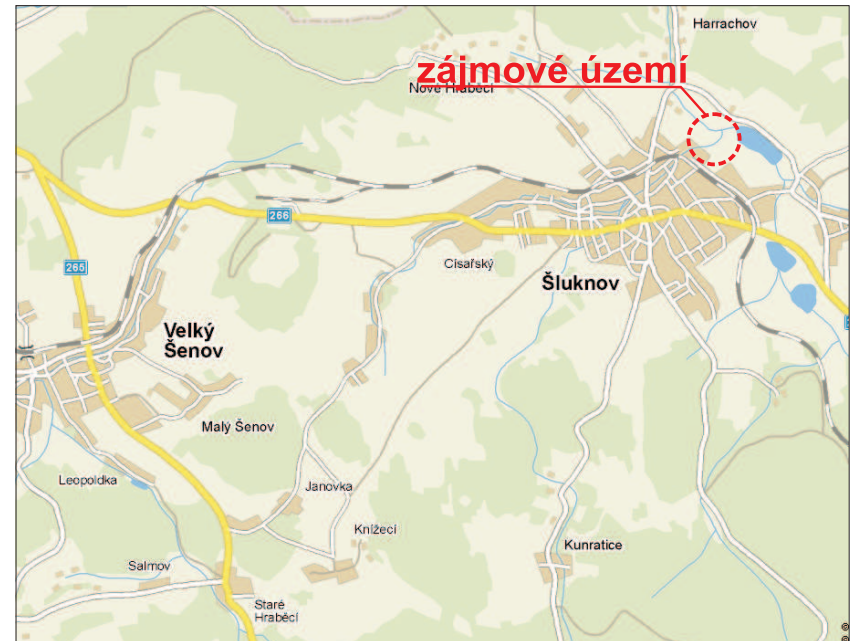 Harrachov
zájmové území
Nové Hraběcí
266
Císařský
265
Šluknov
Velký
Šenov
Malý Šenov
Leopoldka
Janovka
Knížecí
Kunratice
Salmov
Staré
Hraběcí
©
©